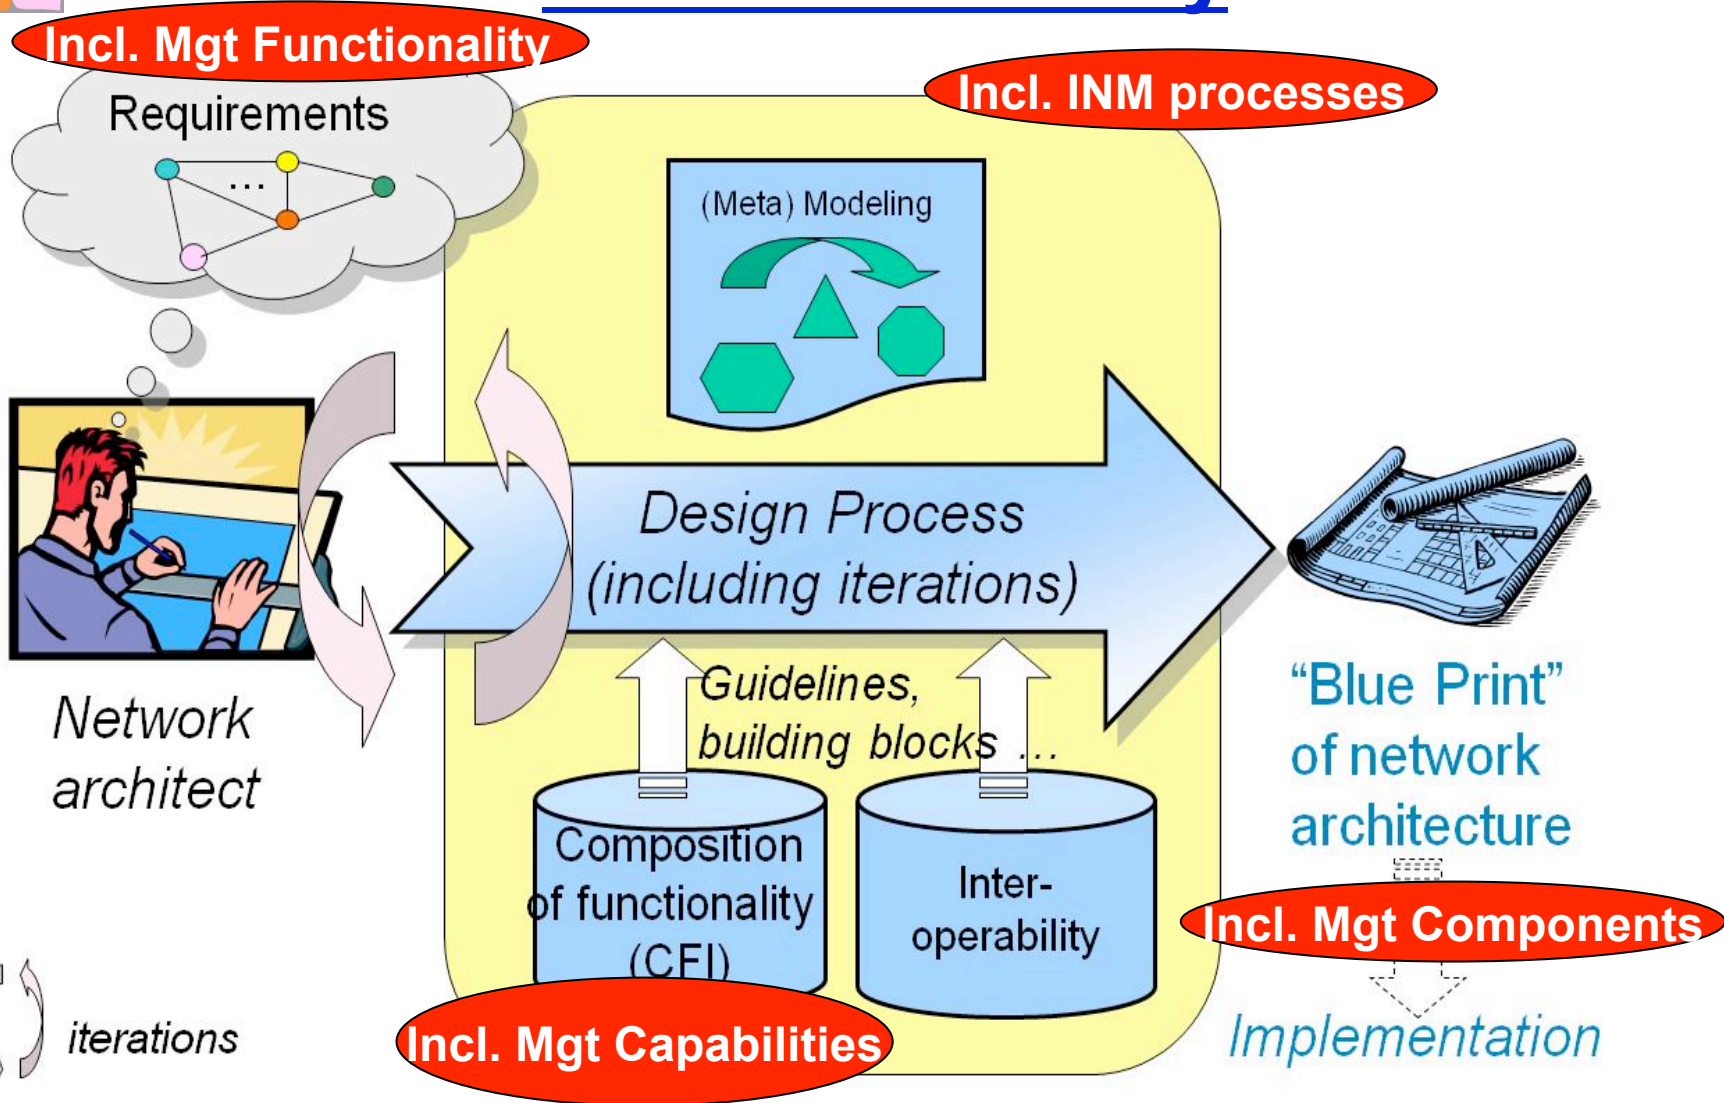 Incl. Mgt Functionality
Incl. INM processes
Requirements
...
(Meta) Modeling
Design Process
(including iterations)
Network
architect
Guidelines,
building blocks ...
Composition
of functionality
(CFI)
Inter-
operability
“Blue Print”
of network
architecture
Incl. Mgt Components
Incl. Mgt Capabilities
iterations
Implementation